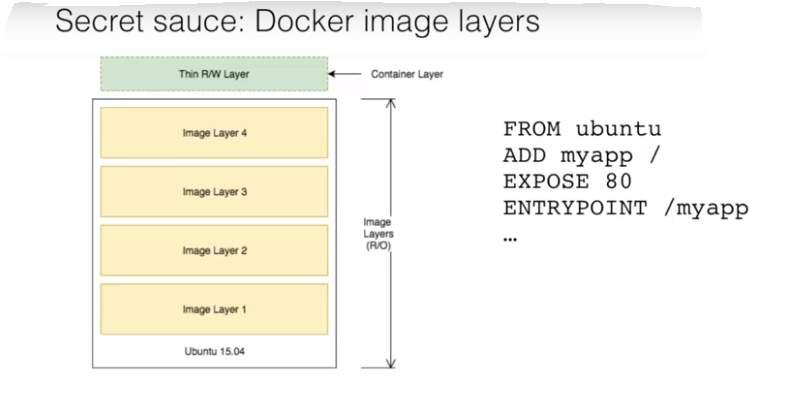 Secret sauce: Docker image layers
Thin R/W Layer
Container Layer
Image Layer 4
Image Layer 3
Image Layer 2
Image Layer 1
Ubuntu 15.04
Image
Layers
(R/O)
FROM ubuntu
ADD myapp /
EXPOSE 80
ENTRYPOINT /myapp
…